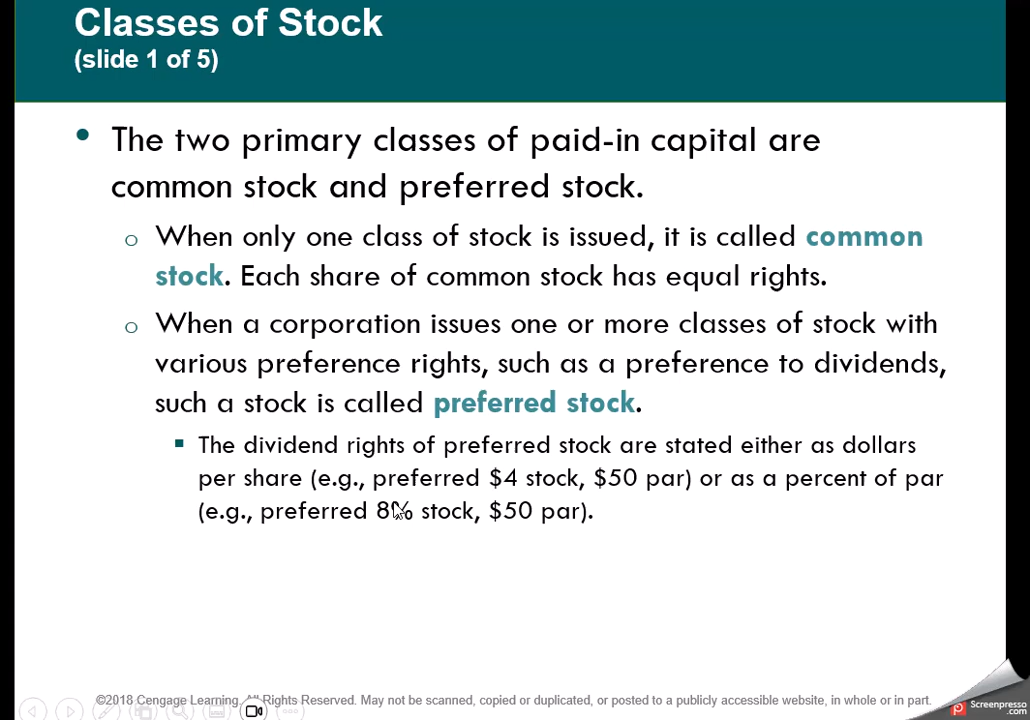 Classes of Stock
(slide 1 of 5)
• The two primary classes of paid-in capital are
common stock and preferred stock.
o When only one class of stock is issued, it is called common
stock. Each share of common stock has equal rights.
o When a corporation issues one or more classes of stock with
various preference rights, such as a preference to dividends,
such a stock is called preferred stock.
▪ The dividend rights of preferred stock are stated either as dollars
per share (e.g., preferred $4 stock, $50 par) or as a percent of par
(e.g., preferred 8% stock, $50 par).
©2018 Cengage Learning. All Rights Reserved. May not be scanned, copied or duplicated, or posted to a publicly accessible website, in whole or in part.
Screenpresso
.com